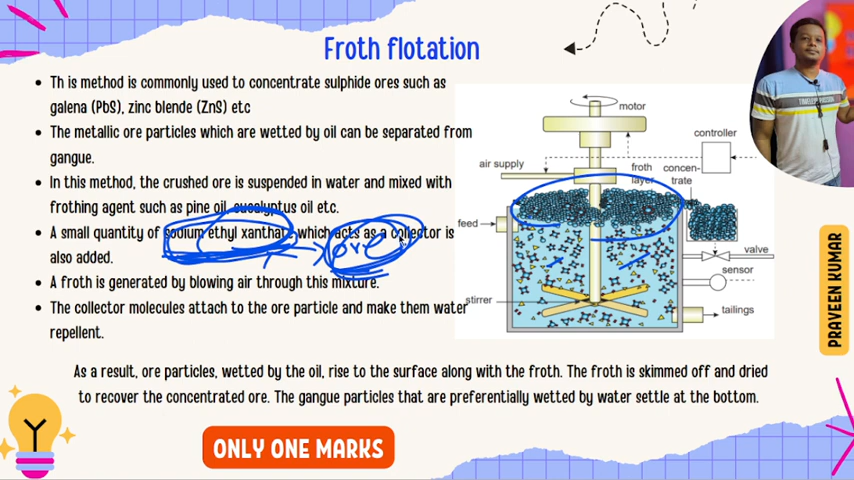 Froth flotation
Th is method is commonly used to concentrate sulphide ores such as
galena (PbS), zinc blende (ZnS) etc
The metallic ore particles which are wetted by oil can be separated from
gangue.
In this method, the crushed ore is suspended in water and mixed with
frothing agent such as pine oil, eucalyptus oil etc.
A small quantity of sodium ethyl xanthate which acts as a collector is
also added.
A froth is generated by blowing air through this mixture.
The collector molecules attach to the ore particle and make them water
repellent.
ore
motor
controller
air supply
froth
layer
concen-
trate
feed
valve
sensor
stirrer
tailings
As a result, ore particles, wetted by the oil, rise to the surface along with the froth. The froth is skimmed off and dried
to recover the concentrated ore. The gangue particles that are preferentially wetted by water settle at the bottom.
ONLY ONE MARKS
PRAVEEN KUMAR